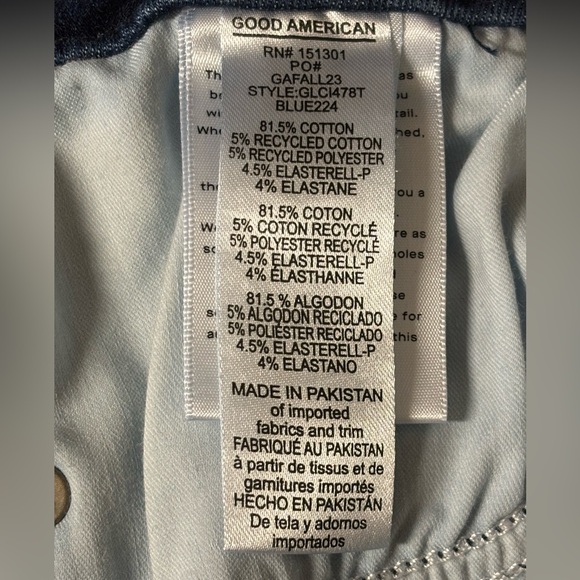 GOOD AMERICAN
RN# 151301
PO#
GAFALL23
STYLE:GLCI478T
BLUE224
81.5% COTTON
5% RECYCLED COTTON
5% RECYCLED POLYESTER
4.5% ELASTERELL-P
4% ELASTANE
81.5% COTON
5% COTON RECYCLÉ
5% POLYESTER RECYCLÉ
4.5% ELASTERELL-P
4% ÉLASTHANNE
81.5 % ALGODON
5% ALGODON RECICLADO
5% POLIÉSTER RECICLADO
4.5% ELASTERELL-P
4% ELASTANO
MADE IN PAKISTAN
of imported
fabrics and trim
FABRIQUÉ AU PAKISTAN
à partir de tissus et de
garnitures importés
HECHO EN PAKISTÁN
De tela y adornos
importados